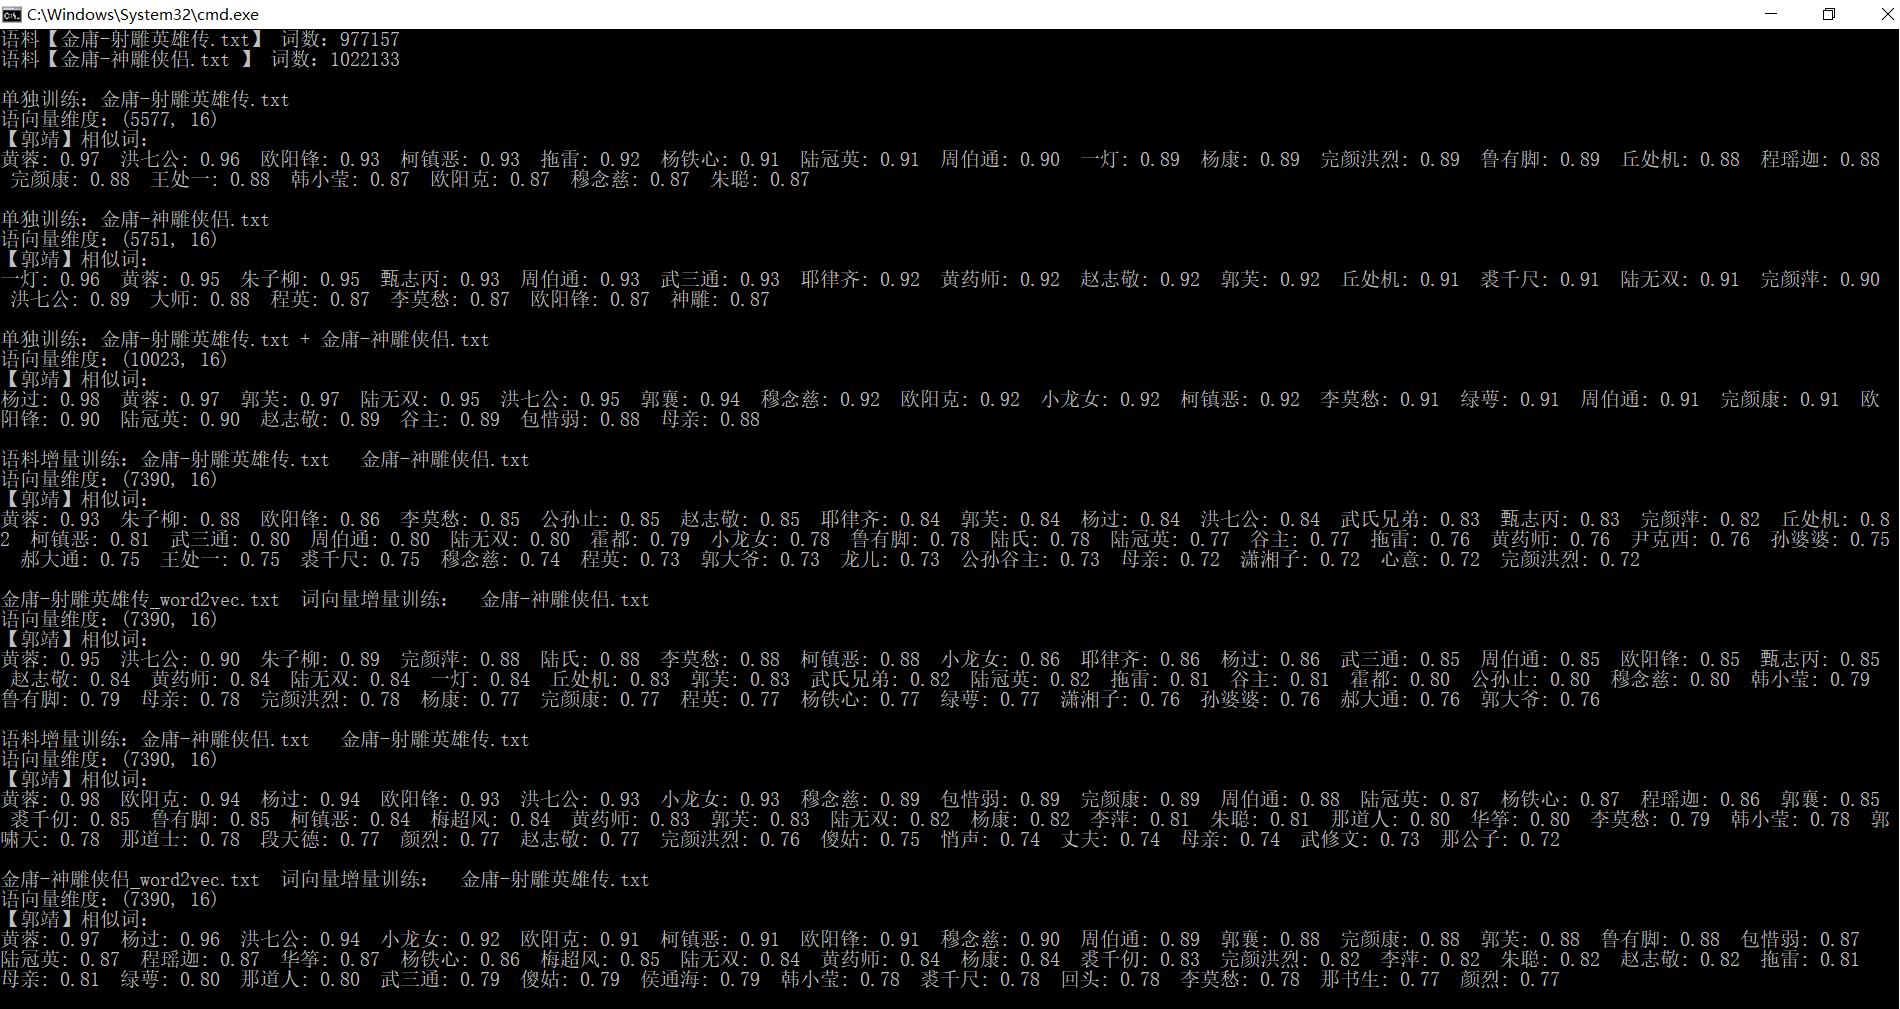 C:\Windows\System32\cmd.exe
语料【金庸-射雕英雄传.txt】 词数：977157
语料【金庸-神雕侠侣.txt 】 词数：1022133
单独训练：金庸-射雕英雄传.txt
语向量维度：(5577, 16)
【郭靖】相似词：
黄蓉: 0.97  洪七公: 0.96  欧阳锋: 0.93  柯镇恶: 0.93  拖雷: 0.92  杨铁心: 0.91  陆冠英: 0.91  周伯通: 0.90  一灯: 0.89  杨康: 0.89  完颜洪烈: 0.89  鲁有脚: 0.89  丘处机: 0.88  程瑶迦: 0.88
完颜康: 0.88  王处一: 0.88  韩小莹: 0.87  欧阳克: 0.87  穆念慈: 0.87  朱聪: 0.87
单独训练：金庸-神雕侠侣.txt
语向量维度：(5751, 16)
【郭靖】相似词：
一灯: 0.96  黄蓉: 0.95  朱子柳: 0.95  甄志丙: 0.93  周伯通: 0.93  武三通: 0.93  耶律齐: 0.92  黄药师: 0.92  赵志敬: 0.92  郭芙: 0.92  丘处机: 0.91  裘千尺: 0.91  陆无双: 0.91  完颜萍: 0.90
洪七公: 0.89  大师: 0.88  程英: 0.87  李莫愁: 0.87  欧阳锋: 0.87  神雕: 0.87
单独训练：金庸-射雕英雄传.txt + 金庸-神雕侠侣.txt
语向量维度：(10023, 16)
【郭靖】相似词：
杨过: 0.98  黄蓉: 0.97  郭芙: 0.97  陆无双: 0.95  洪七公: 0.95  郭襄: 0.94  穆念慈: 0.92  欧阳克: 0.92  小龙女: 0.92  柯镇恶: 0.92  李莫愁: 0.91  绿萼: 0.91  周伯通: 0.91  完颜康: 0.91  欧
阳锋: 0.90  陆冠英: 0.90  赵志敬: 0.89  谷主: 0.89  包惜弱: 0.88  母亲: 0.88
语料增量训练：金庸-射雕英雄传.txt   金庸-神雕侠侣.txt
语向量维度：(7390, 16)
【郭靖】相似词：
黄蓉: 0.93  朱子柳: 0.88  欧阳锋: 0.86  李莫愁: 0.85  公孙止: 0.85  赵志敬: 0.85  耶律齐: 0.84  郭芙: 0.84  杨过: 0.84  洪七公: 0.84  武氏兄弟: 0.83  甄志丙: 0.83  完颜萍: 0.82  丘处机: 0.8
2  柯镇恶: 0.81  武三通: 0.80  周伯通: 0.80  陆无双: 0.80  霍都: 0.79  小龙女: 0.78  鲁有脚: 0.78  陆氏: 0.78  陆冠英: 0.77  谷主: 0.77  拖雷: 0.76  黄药师: 0.76  尹克西: 0.76  孙婆婆: 0.75
郝大通: 0.75  王处一: 0.75  裘千尺: 0.75  穆念慈: 0.74  程英: 0.73  郭大爷: 0.73  龙儿: 0.73  公孙谷主: 0.73  母亲: 0.72  潇湘子: 0.72  心意: 0.72  完颜洪烈: 0.72
金庸-射雕英雄传_word2vec.txt  词向量增量训练：  金庸-神雕侠侣.txt
语向量维度：(7390, 16)
【郭靖】相似词：
黄蓉: 0.95  洪七公: 0.90  朱子柳: 0.89  完颜萍: 0.88  陆氏: 0.88  李莫愁: 0.88  柯镇恶: 0.88  小龙女: 0.86  耶律齐: 0.86  杨过: 0.86  武三通: 0.85  周伯通: 0.85  欧阳锋: 0.85  甄志丙: 0.85
赵志敬: 0.84  黄药师: 0.84  陆无双: 0.84  一灯: 0.84  丘处机: 0.83  郭芙: 0.83  武氏兄弟: 0.82  陆冠英: 0.82  拖雷: 0.81  谷主: 0.81  霍都: 0.80  公孙止: 0.80  穆念慈: 0.80  韩小莹: 0.79
鲁有脚: 0.79  母亲: 0.78  完颜洪烈: 0.78  杨康: 0.77  完颜康: 0.77  程英: 0.77  杨铁心: 0.77  绿萼: 0.77  潇湘子: 0.76  孙婆婆: 0.76  郝大通: 0.76  郭大爷: 0.76
语料增量训练：金庸-神雕侠侣.txt   金庸-射雕英雄传.txt
语向量维度：(7390, 16)
【郭靖】相似词：
黄蓉: 0.98  欧阳克: 0.94  杨过: 0.94  欧阳锋: 0.93  洪七公: 0.93  小龙女: 0.93  穆念慈: 0.89  包惜弱: 0.89  完颜康: 0.89  周伯通: 0.88  陆冠英: 0.87  杨铁心: 0.87  程瑶迦: 0.86  郭襄: 0.85
裘千仞: 0.85  鲁有脚: 0.85  柯镇恶: 0.84  梅超风: 0.84  黄药师: 0.83  郭芙: 0.83  陆无双: 0.82  杨康: 0.82  李萍: 0.81  朱聪: 0.81  那道人: 0.80  华筝: 0.80  李莫愁: 0.79  韩小莹: 0.78  郭
啸天: 0.78  那道士: 0.78  段天德: 0.77  颜烈: 0.77  赵志敬: 0.77  完颜洪烈: 0.76  傻姑: 0.75  悄声: 0.74  丈夫: 0.74  母亲: 0.74  武修文: 0.73  那公子: 0.72
金庸-神雕侠侣_word2vec.txt  词向量增量训练：  金庸-射雕英雄传.txt
语向量维度：(7390, 16)
【郭靖】相似词：
黄蓉: 0.97  杨过: 0.96  洪七公: 0.94  小龙女: 0.92  欧阳克: 0.91  柯镇恶: 0.91  欧阳锋: 0.91  穆念慈: 0.90  周伯通: 0.89  郭襄: 0.88  完颜康: 0.88  郭芙: 0.88  鲁有脚: 0.88  包惜弱: 0.87
陆冠英: 0.87  程瑶迦: 0.87  华筝: 0.87  杨铁心: 0.86  梅超风: 0.85  陆无双: 0.84  黄药师: 0.84  杨康: 0.84  裘千仞: 0.83  完颜洪烈: 0.82  李萍: 0.82  朱聪: 0.82  赵志敬: 0.82  拖雷: 0.81
母亲: 0.81  绿萼: 0.80  那道人: 0.80  武三通: 0.79  傻姑: 0.79  侯通海: 0.79  韩小莹: 0.78  裘千尺: 0.78  回头: 0.78  李莫愁: 0.78  那书生: 0.77  颜烈: 0.77